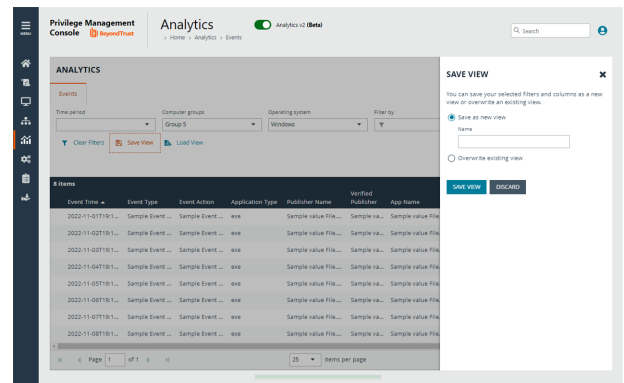 MENU
Privilege Management
Console BeyondTrust
Analytics
Analytics v2 (Beta)
› Home › Analytics › Events
Search
ANALYTICS
Events
Time period
Computer groups
Operating system
Filter by
Group 5
Windows
Clear Filters
Save View
Load View
8 items
Event Time
Event Type
Event Action
Application Type
Publisher Name
Verified
Publisher
App Name
2022-11-01T19:1... Sample Event ... Sample Event ... exe Sample value File.... Sample va... Sample value File.
2022-11-02T19:1... Sample Event ... Sample Event ... exe Sample value File.... Sample va... Sample value File.
2022-11-03T19:1... Sample Event ... Sample Event ... exe Sample value File.... Sample va... Sample value File.
2022-11-04T19:1... Sample Event ... Sample Event ... exe Sample value File.... Sample va... Sample value File.
2022-11-05T19:1... Sample Event ... Sample Event ... exe Sample value File.... Sample va... Sample value File.
2022-11-06T19:1... Sample Event ... Sample Event ... exe Sample value File.... Sample va... Sample value File.
2022-11-07T19:1... Sample Event ... Sample Event ... exe Sample value File.... Sample va... Sample value File.
2022-11-08T19:1... Sample Event ... Sample Event ... exe Sample value File.... Sample va... Sample value File.
Page 1 of 1
25 items per page
SAVE VIEW
You can save your selected filters and columns as a new
view or overwrite an existing view.
Save as new view
Name
Overwrite existing view
SAVE VIEW
DISCARD